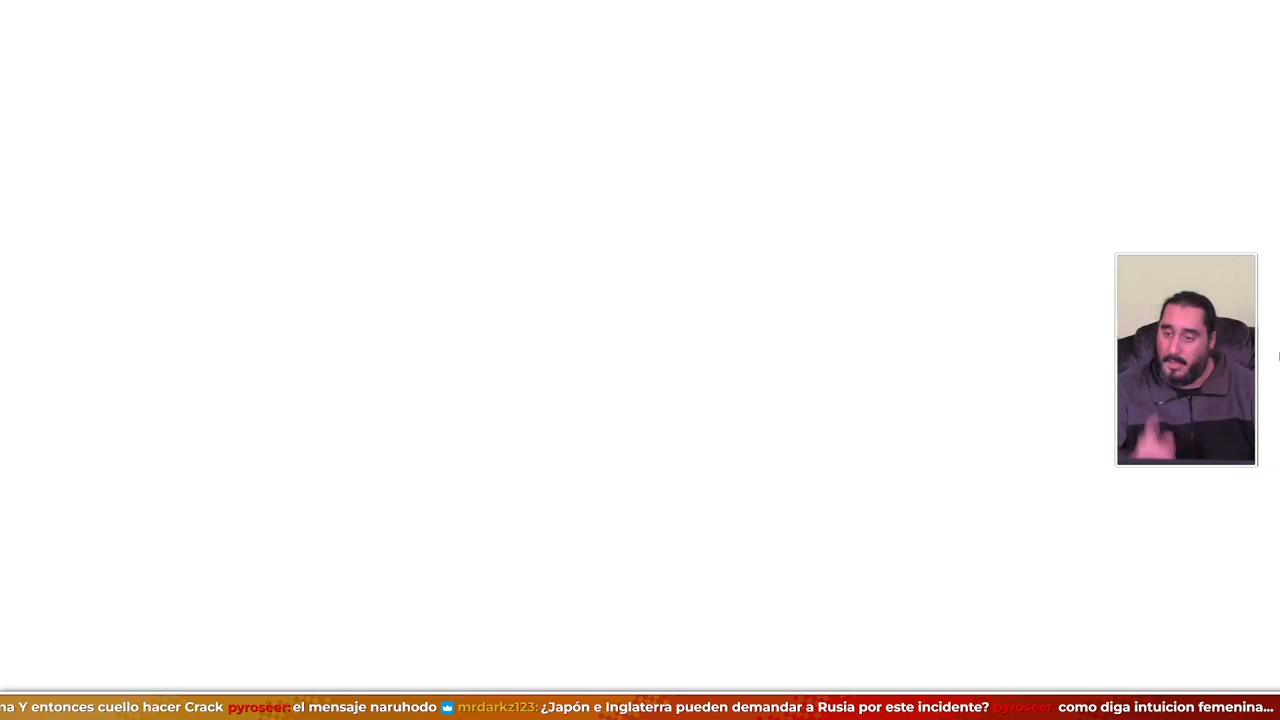 na Y entonces cuello hacer Crack pyroseer: el mensaje naruhodo mrdarkz123: ¿Japón e Inglaterra pueden demandar a Rusia por este incidente? pyroseer: como diga intuicion femenina...